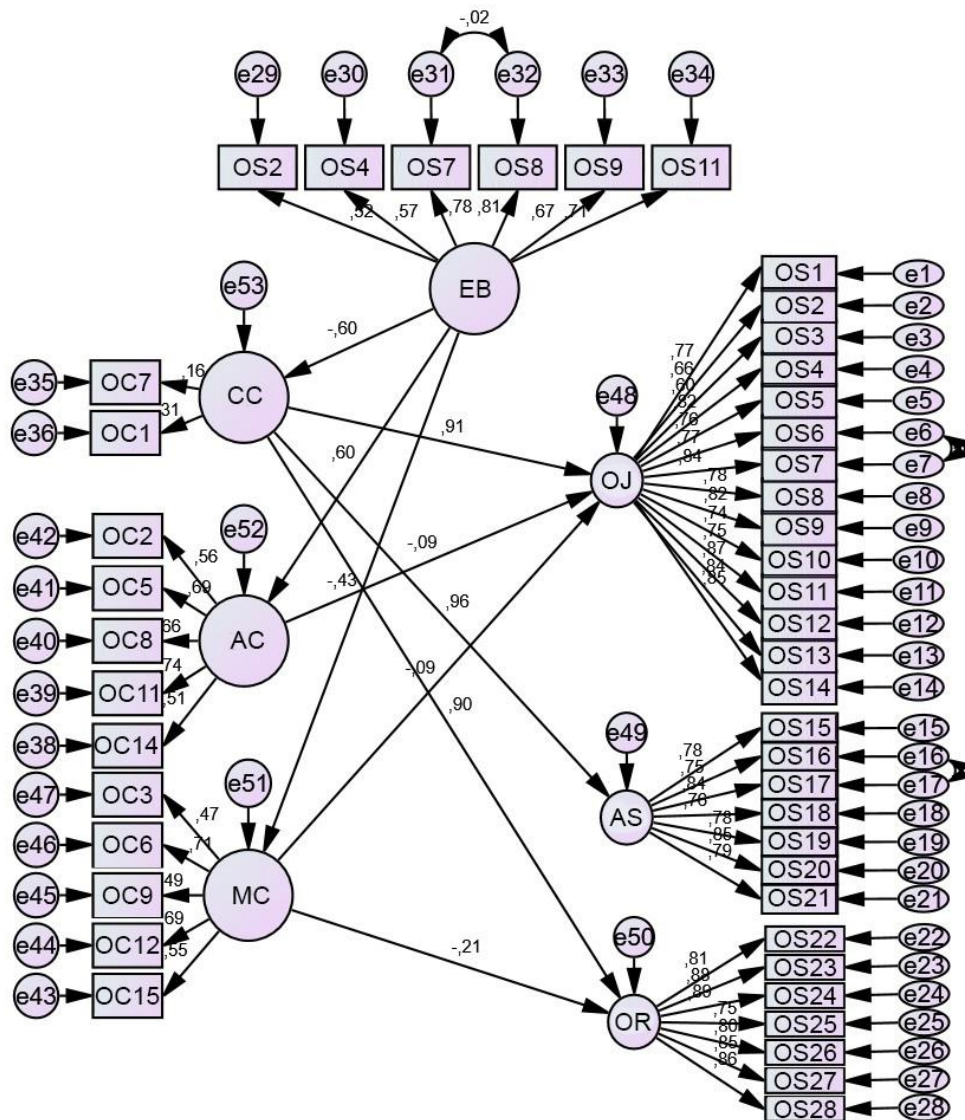 -,02
e29 e30 e31 e32 e33 e34
OS2 OS4 OS7 OS8 OS9 OS11
,52 ,57 ,78 ,81 ,67 ,71
EB
e53
-,60
e35 OC7 ,16 CC
e36 OC1 31
,91
,60
e48
OJ
,77
,66
,60
,82
,76
,77
,84
,78
,82
,74
,75
,87
,84
,85
OS1 e1
OS2 e2
OS3 e3
OS4 e4
OS5 e5
OS6 e6
OS7 e7
OS8 e8
OS9 e9
OS10 e10
OS11 e11
OS12 e12
OS13 e13
OS14 e14
e42 OC2 ,56 e52
e41 OC5 ,69
e40 OC8 66 AC
e39 OC11 74
e38 OC14 ,51
-,09
-,43
,96
-,09
,90
e47 OC3 ,47 e51
e46 OC6 ,71
e45 OC9 49 MC
e44 OC12 69
e43 OC15 ,55
-,21
e49
AS
,78
,75
,84
,76
,78
,85
,79
OS15 e15
OS16 e16
OS17 e17
OS18 e18
OS19 e19
OS20 e20
OS21 e21
e50
OR
,81
,88
,89
,75
,80
,85
,86
OS22 e22
OS23 e23
OS24 e24
OS25 e25
OS26 e26
OS27 e27
OS28 e28